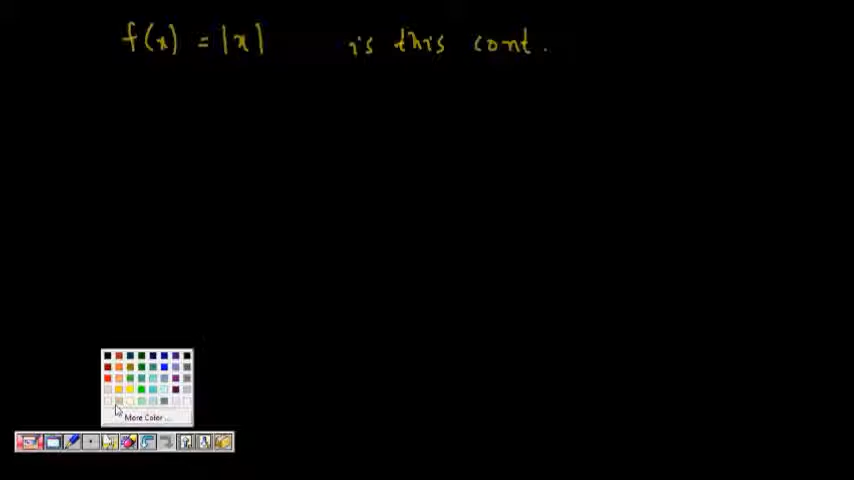 f(x) = |x| is this cont.
More Color ...